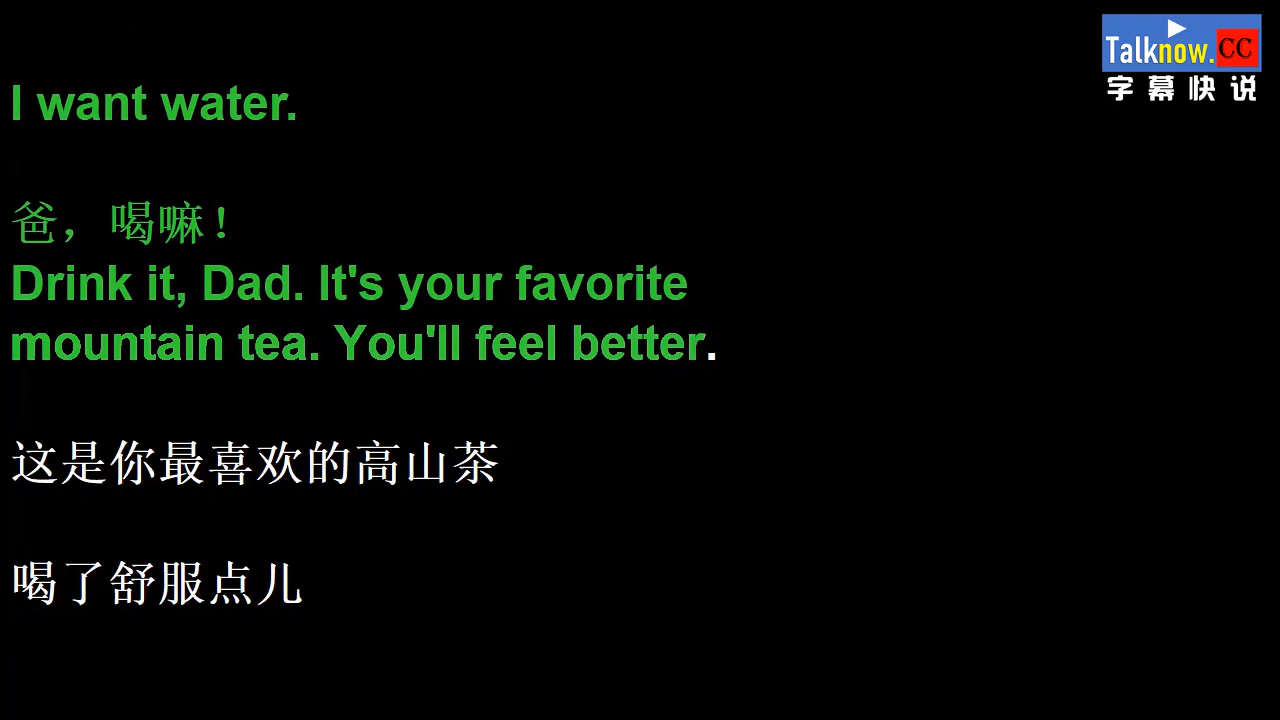 Talknow.CC
字幕快说
I want water.
爸，喝嘛！
Drink it, Dad. It's your favorite
mountain tea. You'll feel better.
这是你最喜欢的高山茶
喝了舒服点儿